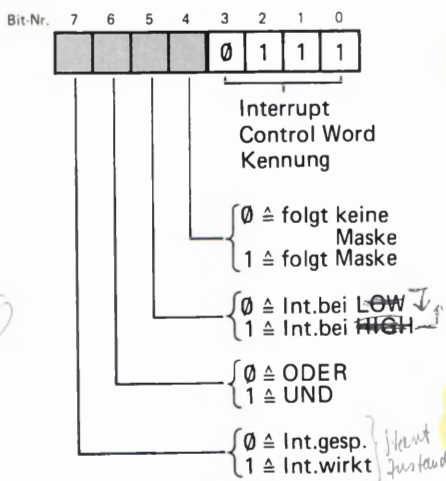 Bit-Nr. 7 6 5 4 3 2 1 0
Ø 1 1 1
Interrupt
Control Word
Kennung
Ø ≙ folgt keine
Maske
1 ≙ folgt Maske
Ø ≙ Int.bei LOW
1 ≙ Int.bei HIGH
Ø ≙ ODER
1 ≙ UND
Ø ≙ Int.gesp.
1 ≙ Int.wirkt
Zustand